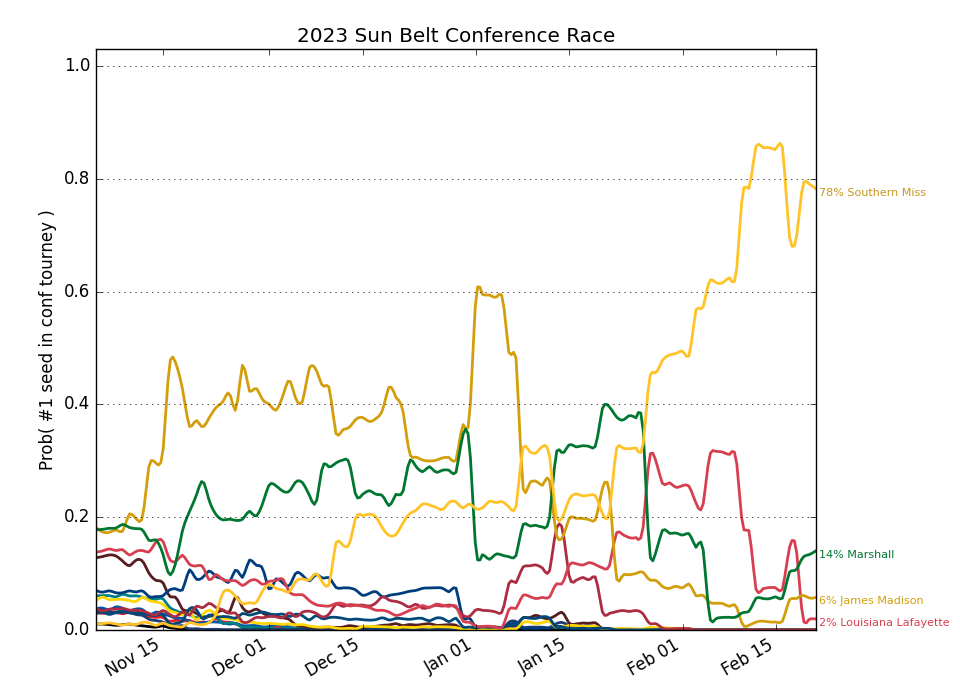 2023 Sun Belt Conference Race
Prob( #1 seed in conf tourney )
1.0
0.8
0.6
0.4
0.2
0.0
78% Southern Miss
14% Marshall
6% James Madison
2% Louisiana Lafayette
Nov 15
Dec 01
Dec 15
Jan 01
Jan 15
Feb 01
Feb 15